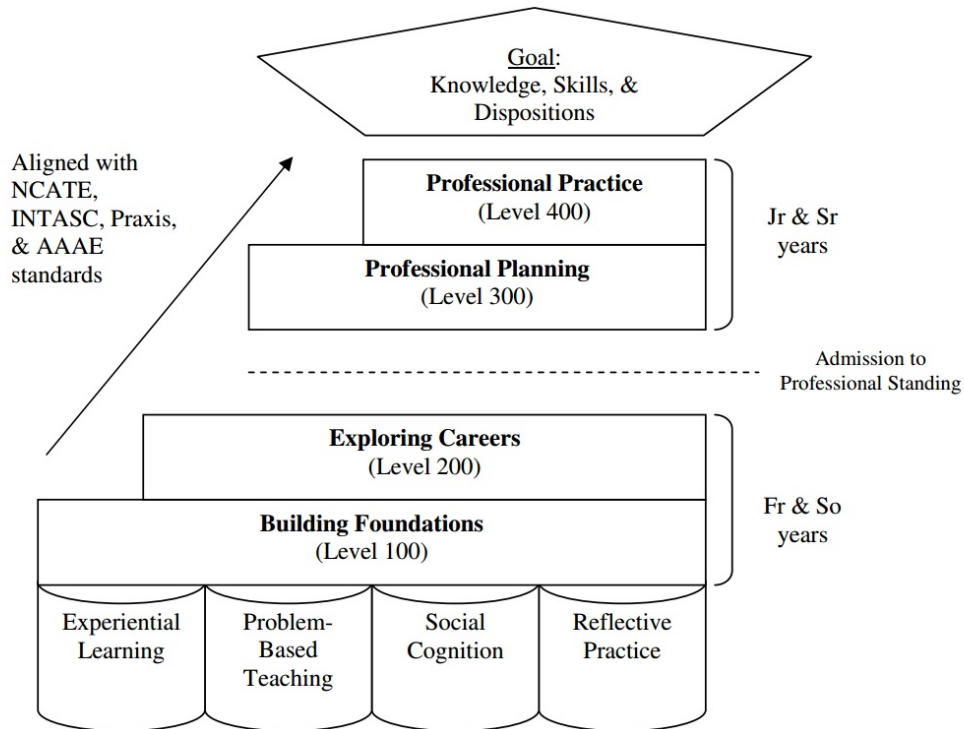 Goal:
Knowledge, Skills, &
Dispositions
Aligned with
NCATE,
INTASC, Praxis,
& AAAE
standards
Professional Practice
(Level 400)
Professional Planning
(Level 300)
Jr & Sr
years
Admission to
Professional Standing
Exploring Careers
(Level 200)
Building Foundations
(Level 100)
Fr & So
years
Experiential
Learning
Problem-
Based
Teaching
Social
Cognition
Reflective
Practice